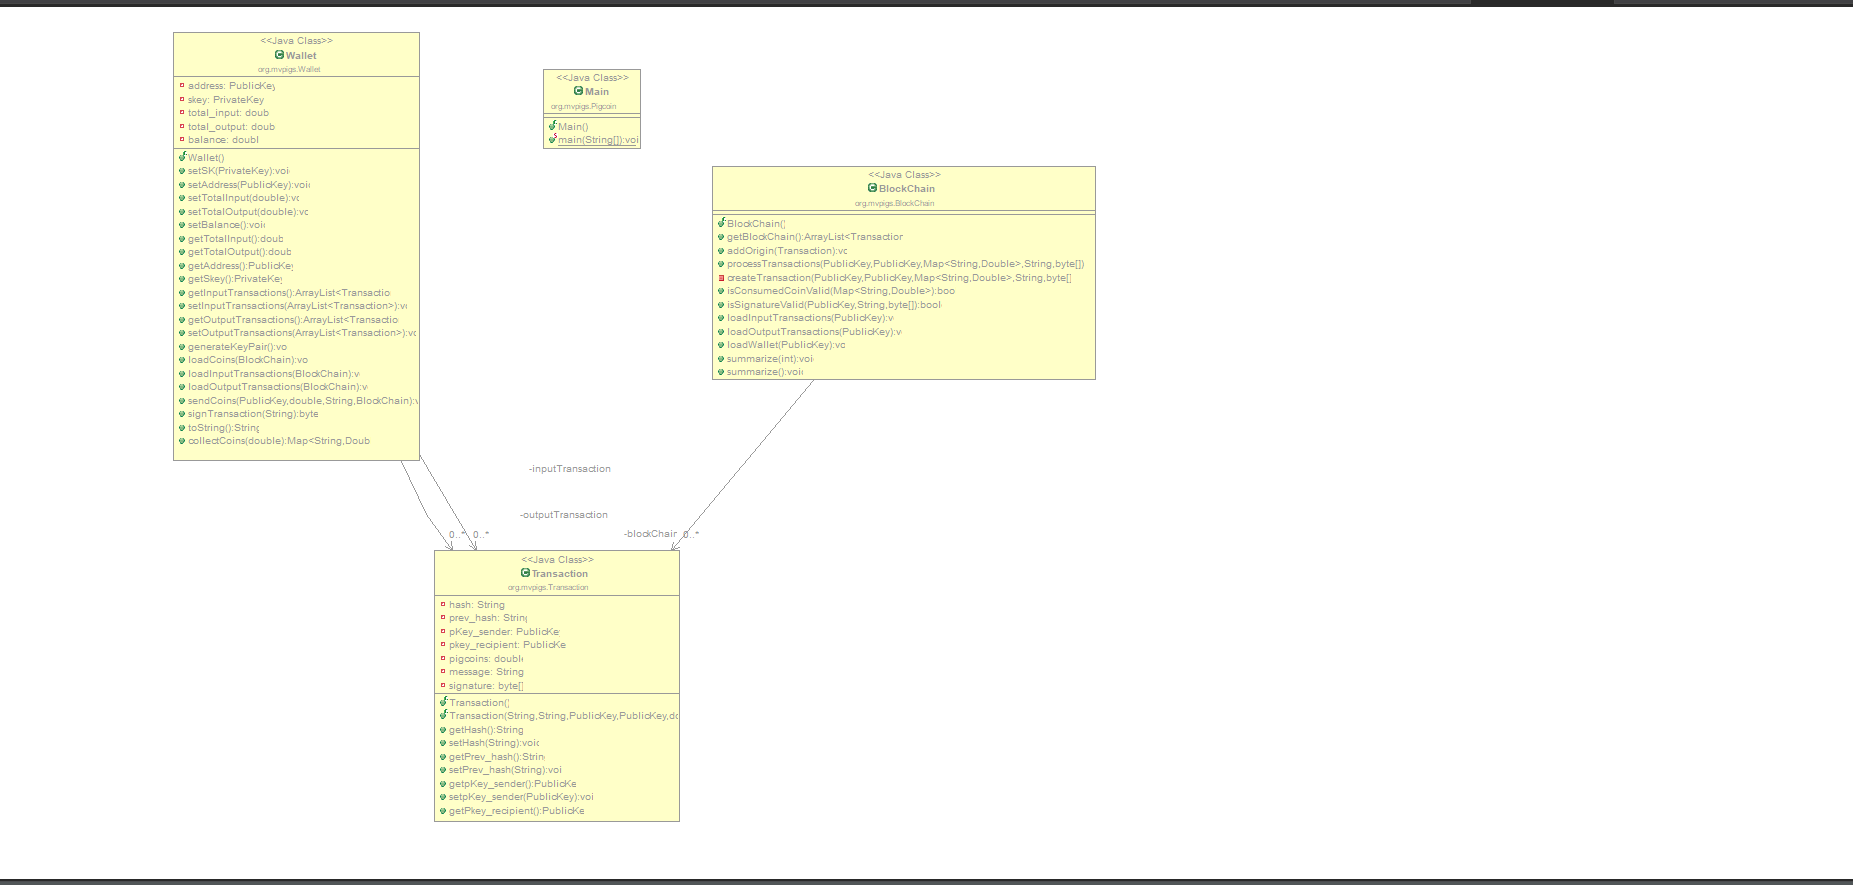 <<Java Class>>
Wallet
org.mvpigs.Wallet
address: PublicKey
skey: PrivateKey
total_input: doub
total_output: doub
balance: doubl
Wallet()
setSK(PrivateKey):voi
setAddress(PublicKey):voi
setTotalInput(double):vc
setTotalOutput(double):vc
setBalance():voi
getTotalInput():doub
getTotalOutput():doub
getAddress():PublicKey
getSkey():PrivateKey
getInputTransactions():ArrayList<Transactio
setInputTransactions(ArrayList<Transaction>):v
getOutputTransactions():ArrayList<Transactio
setOutputTransactions(ArrayList<Transaction>):vo
generateKeyPair():vo
loadCoins(BlockChain):vo
loadInputTransactions(BlockChain):v
loadOutputTransactions(BlockChain):v
sendCoins(PublicKey,double,String,BlockChain):v
signTransaction(String):byte
toString():String
collectCoins(double):Map<String,Doub
<<Java Class>>
Main
org.mvpigs.Pigcoin
Main()
main(String[]):voi
<<Java Class>>
BlockChain
org.mvpigs.BlockChain
BlockChain()
getBlockChain():ArrayList<Transaction
addOrigin(Transaction):vc
processTransactions(PublicKey,PublicKey,Map<String,Double>,String,byte[])
createTransaction(PublicKey,PublicKey,Map<String,Double>,String,byte[]
isConsumedCoinValid(Map<String,Double>):boo
isSignatureValid(PublicKey,String,byte[]):bool
loadInputTransactions(PublicKey):v
loadOutputTransactions(PublicKey):v
loadWallet(PublicKey):vo
summarize(int):voi
summarize():voi
-inputTransaction
-outputTransaction
-blockChain
0..*
0..*
0..*
<<Java Class>>
Transaction
org.mvpigs.Transaction
hash: String
prev_hash: String
pKey_sender: PublicKe
pkey_recipient: PublicKe
pigcoins: doubl
message: String
signature: byte[]
Transaction()
Transaction(String,String,PublicKey,PublicKey,do
getHash():String
setHash(String):voi
getPrev_hash():Strin
setPrev_hash(String):voi
getpKey_sender():PublicKe
setpKey_sender(PublicKey):voi
getPkey_recipient():PublicKe